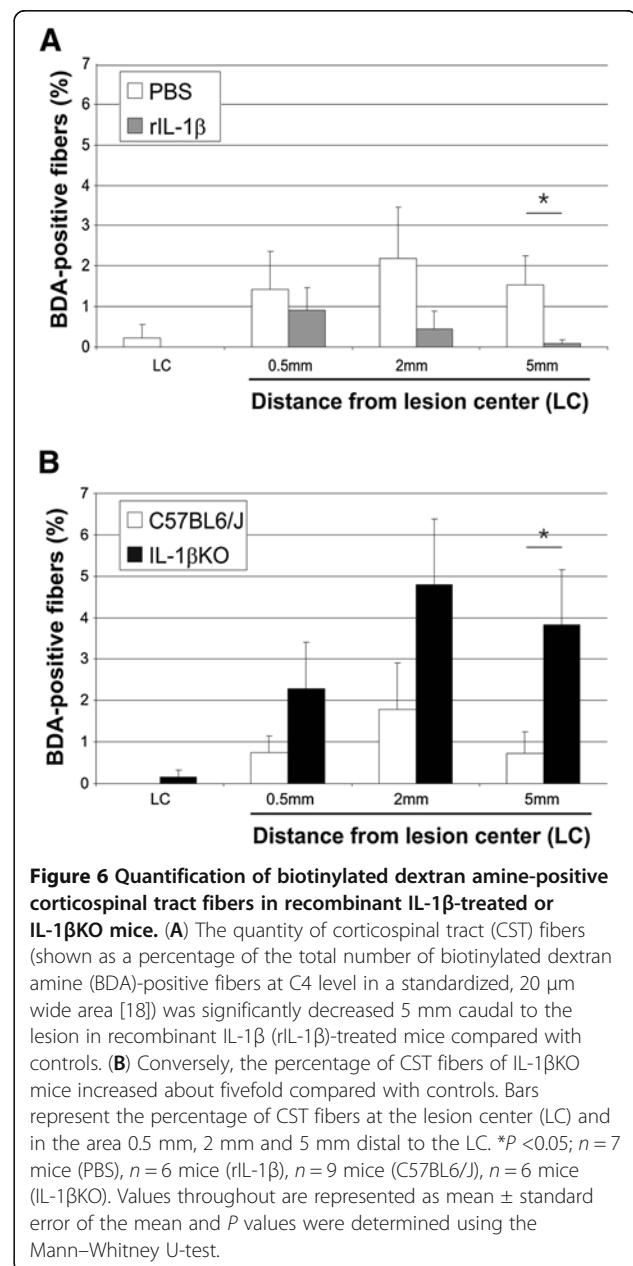 A
BDA-positive fibers (%)
7
6
5
4
3
2
1
0
PBS
rIL-1β
*
LC
0.5mm
2mm
5mm
Distance from lesion center (LC)
B
BDA-positive fibers (%)
7
6
5
4
3
2
1
0
C57BL6/J
IL-1βKO
*
LC
0.5mm
2mm
5mm
Distance from lesion center (LC)
Figure 6 Quantification of biotinylated dextran amine-positive
corticospinal tract fibers in recombinant IL-1β-treated or
IL-1βKO mice. (A) The quantity of corticospinal tract (CST) fibers
(shown as a percentage of the total number of biotinylated dextran
amine (BDA)-positive fibers at C4 level in a standardized, 20 μm
wide area [18]) was significantly decreased 5 mm caudal to the
lesion in recombinant IL-1β (rIL-1β)-treated mice compared with
controls. (B) Conversely, the percentage of CST fibers of IL-1βKO
mice increased about fivefold compared with controls. Bars
represent the percentage of CST fibers at the lesion center (LC) and
in the area 0.5 mm, 2 mm and 5 mm distal to the LC. *P <0.05; n = 7
mice (PBS), n = 6 mice (rIL-1β), n = 9 mice (C57BL6/J), n = 6 mice
(IL-1βKO). Values throughout are represented as mean ± standard
error of the mean and P values were determined using the
Mann–Whitney U-test.